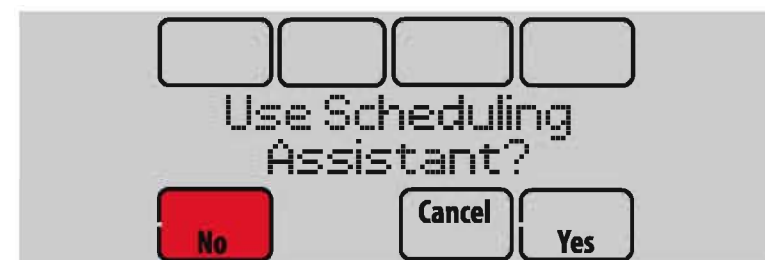 Use Scheduling
Assistant?
No
Cancel
Yes